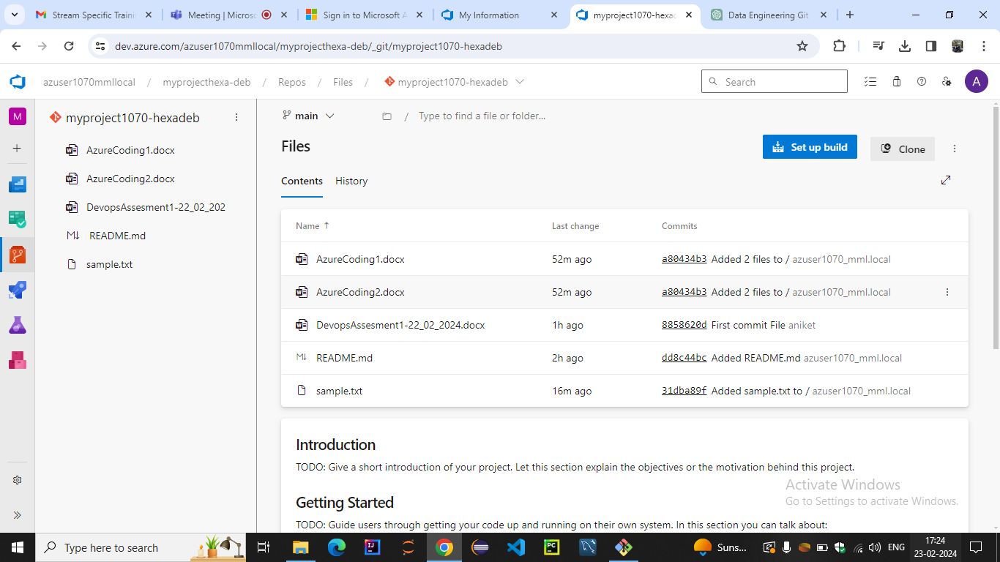 Stream Specific Traini
Meeting | Microso
Sign in to Microsoft A
My Information
myproject1070-hexad
Data Engineering Git
dev.azure.com/azuser1070mmllocal/myprojecthexa-deb/_git/myproject1070-hexadeb
azuser1070mmllocal / myprojecthexa-deb / Repos / Files / myproject1070-hexadeb
Search
A
M
myproject1070-hexadeb
AzureCoding1.docx
AzureCoding2.docx
DevopsAssesment1-22_02_202
README.md
sample.txt
main
/ Type to find a file or folder...
Files
Set up build
Clone
Contents
History
Name ↑ Last change Commits
AzureCoding1.docx 52m ago a80434b3 Added 2 files to / azuser1070_mml.local
AzureCoding2.docx 52m ago a80434b3 Added 2 files to / azuser1070_mml.local
DevopsAssesment1-22_02_2024.docx 1h ago 8858620d First commit File aniket
README.md 2h ago dd8c44bc Added README.md azuser1070_mml.local
sample.txt 16m ago 31dba89f Added sample.txt to / azuser1070_mml.local
Introduction
TODO: Give a short introduction of your project. Let this section explain the objectives or the motivation behind this project.
Getting Started
TODO: Guide users through getting your code up and running on their own system. In this section you can talk about:
Activate Windows
Go to Settings to activate Windows.
Type here to search
Suns...
ENG
17:24
23-02-2024